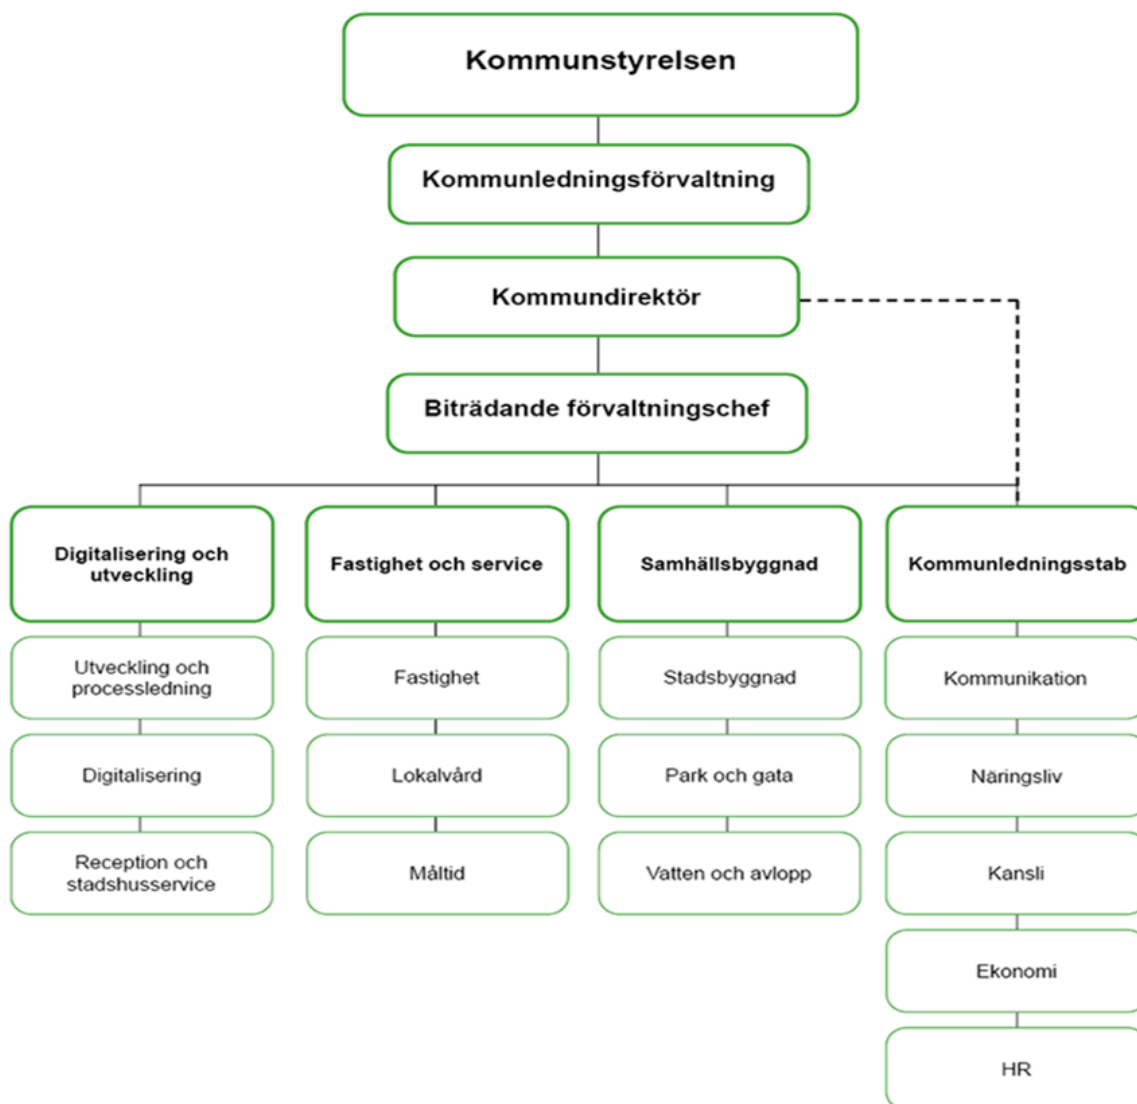 Kommunstyrelsen
Kommunledningsförvaltning
Kommundirektör
Biträdande förvaltningschef
Digitalisering och
utveckling
Utveckling och
processledning
Digitalisering
Reception och
stadshusservice
Fastighet och service
Fastighet
Lokalvård
Måltid
Samhällsbyggnad
Stadsbyggnad
Park och gata
Vatten och avlopp
Kommunledningsstab
Kommunikation
Näringsliv
Kansli
Ekonomi
HR